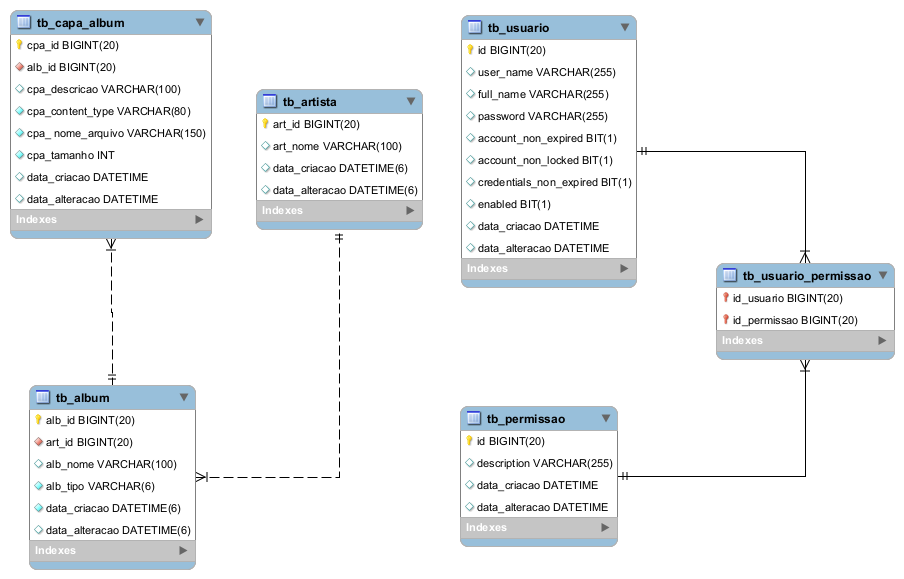 tb_capa_album
cpa_id BIGINT(20)
alb_id BIGINT(20)
cpa_descricao VARCHAR(100)
cpa_content_type VARCHAR(80)
cpa_ nome_arquivo VARCHAR(150)
cpa_tamanho INT
data_criacao DATETIME
data_alteracao DATETIME
Indexes
tb_artista
art_id BIGINT(20)
art_nome VARCHAR(100)
data_criacao DATETIME(6)
data_alteracao DATETIME(6)
Indexes
tb_album
alb_id BIGINT(20)
art_id BIGINT(20)
alb_nome VARCHAR(100)
alb_tipo VARCHAR(6)
data_criacao DATETIME(6)
data_alteracao DATETIME(6)
Indexes
tb_usuario
id BIGINT(20)
user_name VARCHAR(255)
full_name VARCHAR(255)
password VARCHAR(255)
account_non_expired BIT(1)
account_non_locked BIT(1)
credentials_non_expired BIT(1)
enabled BIT(1)
data_criacao DATETIME
data_alteracao DATETIME
Indexes
tb_usuario_permissao
id_usuario BIGINT(20)
id_permissao BIGINT(20)
Indexes
tb_permissao
id BIGINT(20)
description VARCHAR(255)
data_criacao DATETIME
data_alteracao DATETIME
Indexes